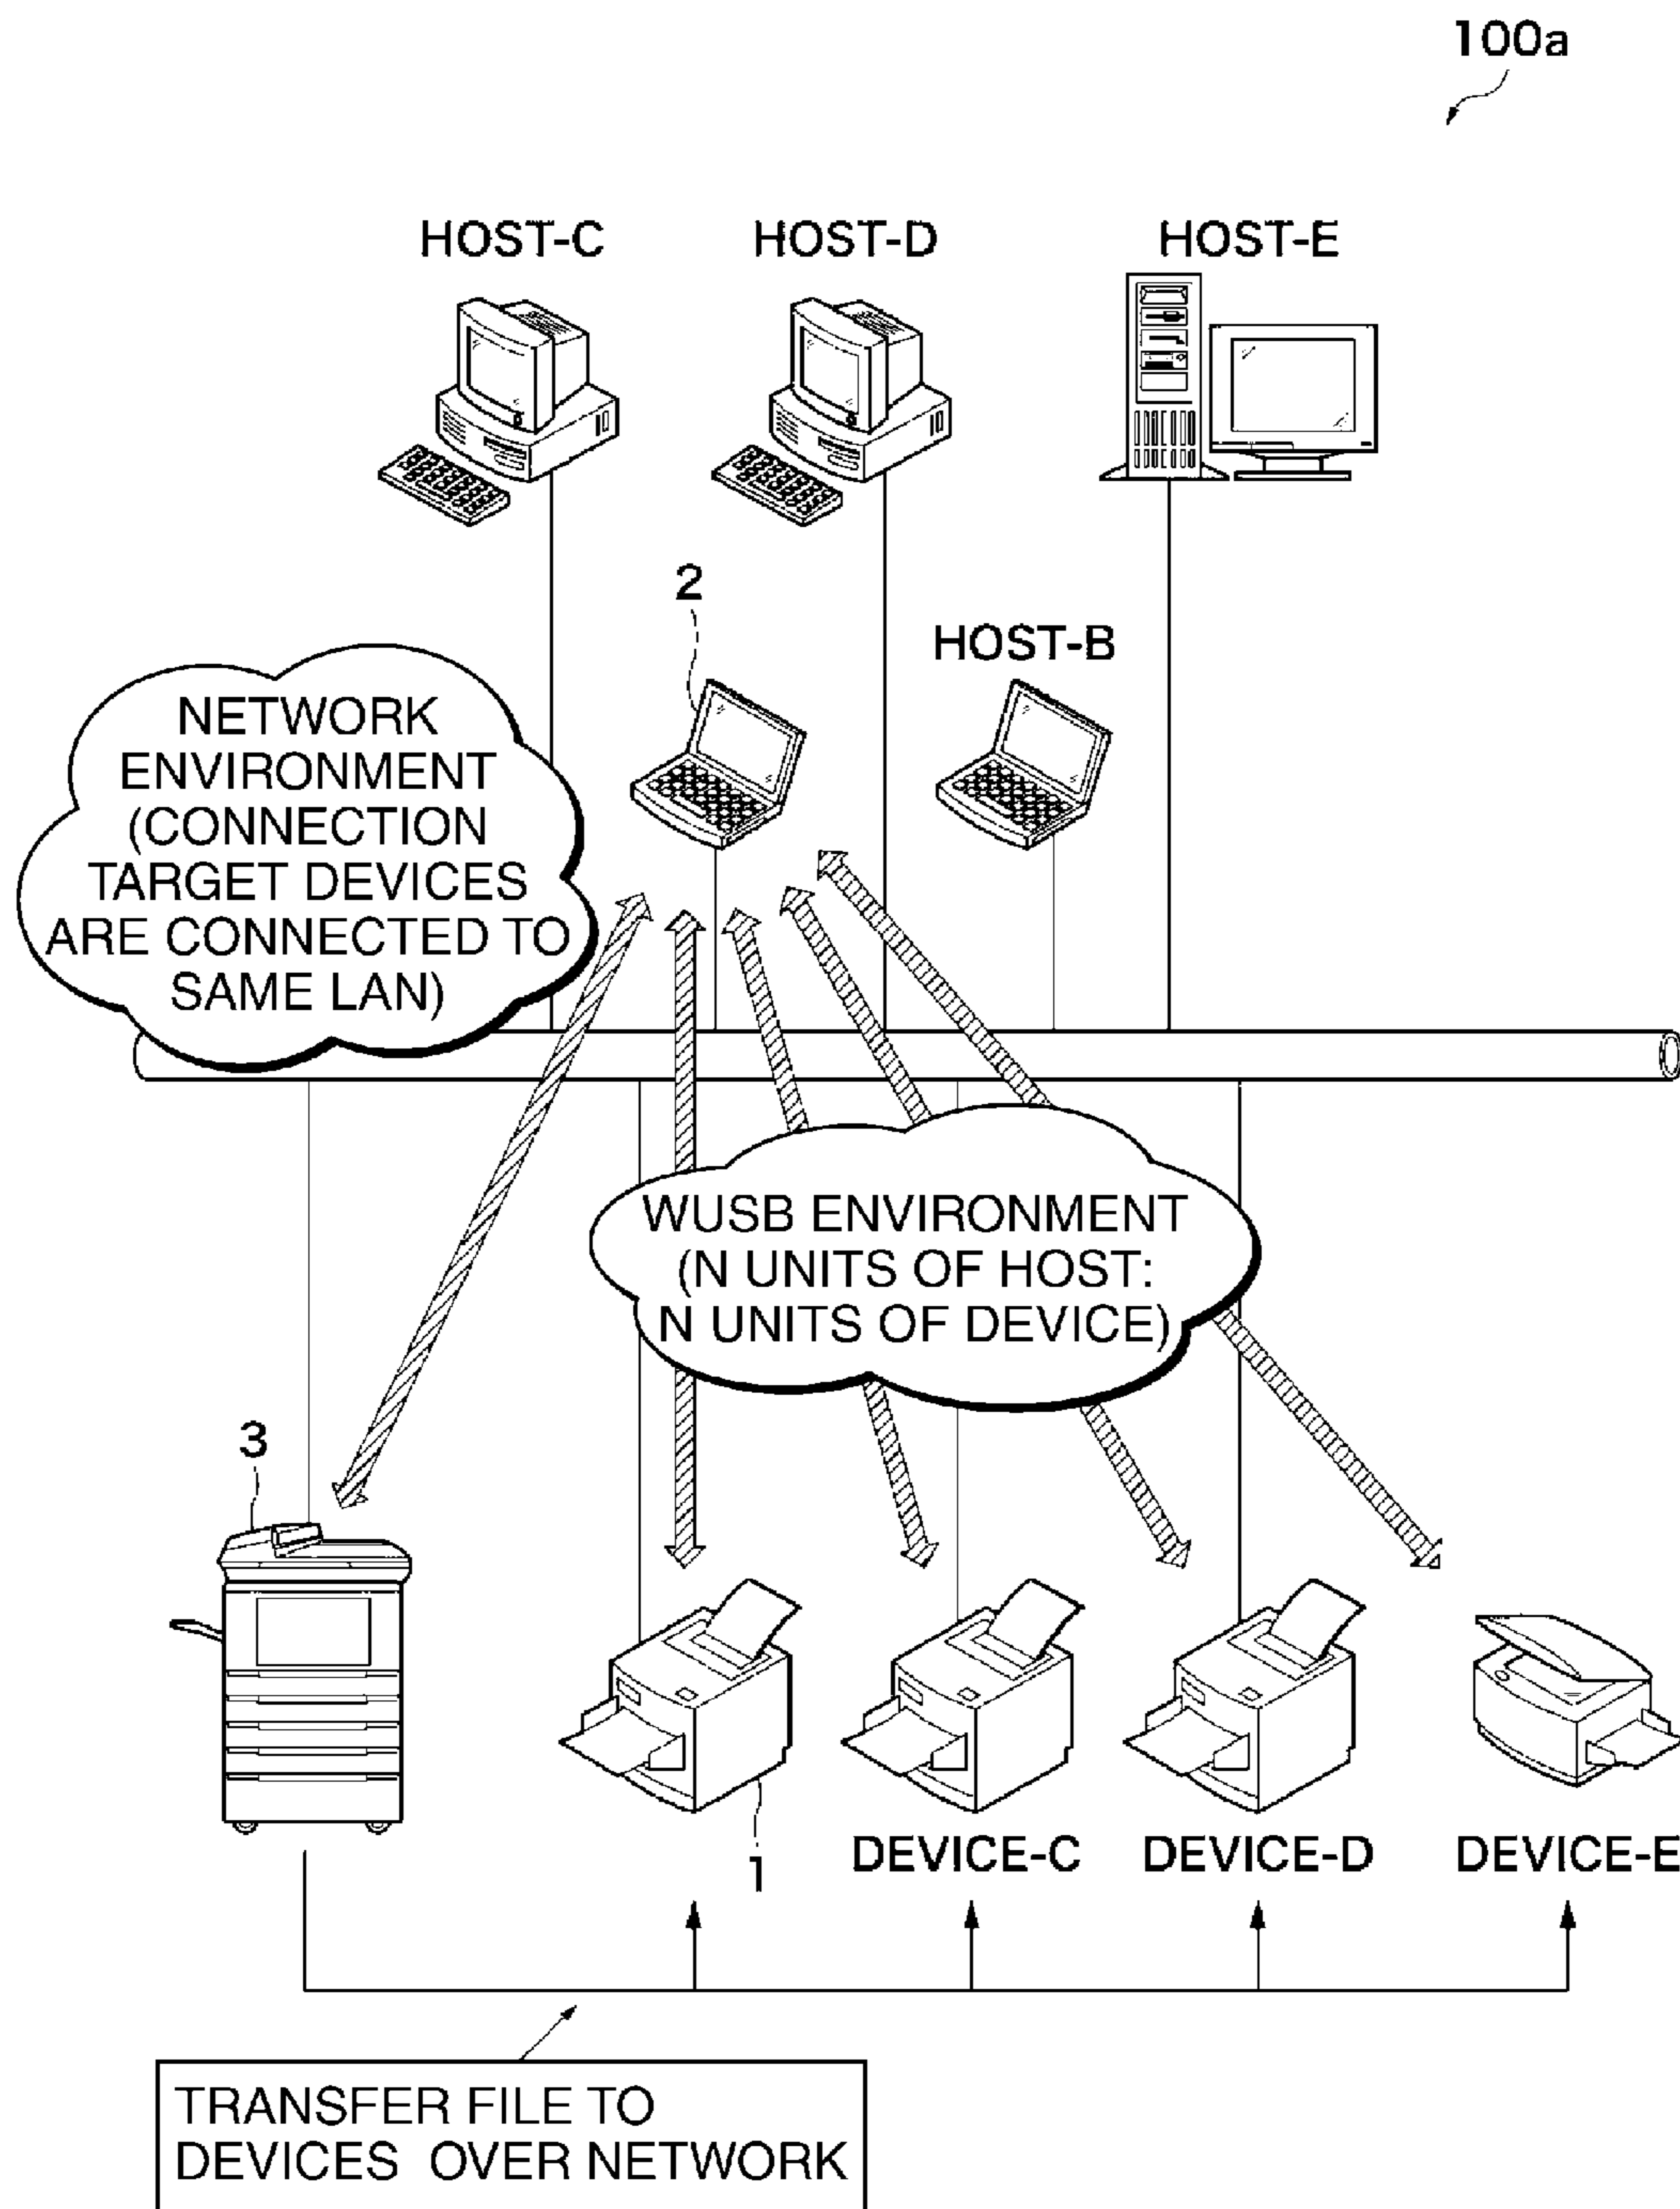 100a
HOST-C
HOST-D
HOST-E
2
HOST-B
NETWORK
ENVIRONMENT
(CONNECTION
TARGET DEVICES
ARE CONNECTED TO
SAME LAN)
WUSB ENVIRONMENT
(N UNITS OF HOST:
N UNITS OF DEVICE)
3
1
DEVICE-C
DEVICE-D
DEVICE-E
TRANSFER FILE TO
DEVICES OVER NETWORK